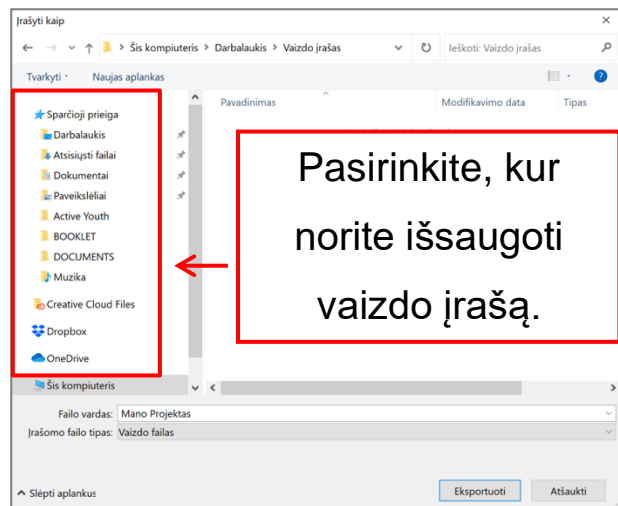 Įrašyti kaip
Šis kompiuteris > Darbalaukis > Vaizdo įrašas
Ieškoti: Vaizdo įrašas
Tvarkyti
Naujas aplankas
Pavadinimas
Modifikavimo data
Tipas
Sparčioji prieiga
Darbalaukis
Atsisiųsti failai
Dokumentai
Paveikslėliai
Active Youth
BOOKLET
DOCUMENTS
Muzika
Creative Cloud Files
Dropbox
OneDrive
Šis kompiuteris
Pasirinkite, kur
norite išsaugoti
vaizdo įrašą.
Failo vardas: Mano Projektas
Įrašomo failo tipas: Vaizdo failas
Slėpti aplankus
Eksportuoti
Atšaukti